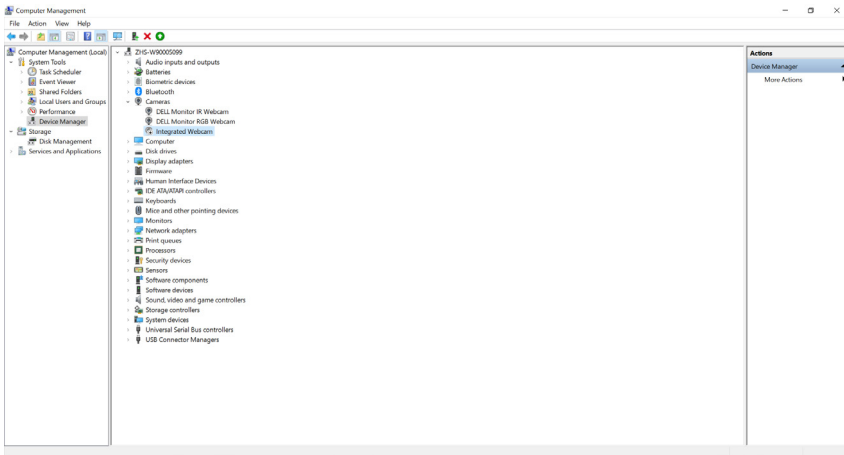 Computer Management
File Action View Help
Computer Management (Local)
System Tools
Task Scheduler
Event Viewer
Shared Folders
Local Users and Groups
Performance
Device Manager
Storage
Disk Management
Services and Applications
ZIHS-W90005099
Audio inputs and outputs
Batteries
Biometric devices
Bluetooth
Cameras
DELL Monitor IR Webcam
DELL Monitor RGB Webcam
Integrated Webcam
Computer
Disk drives
Display adapters
Firmware
Human Interface Devices
IDE ATA/ATAPI controllers
Keyboards
Mice and other pointing devices
Monitors
Network adapters
Print queues
Processors
Security devices
Sensors
Software components
Software devices
Sound, video and game controllers
Storage controllers
System devices
Universal Serial Bus controllers
USB Connector Managers
Actions
Device Manager
More Actions